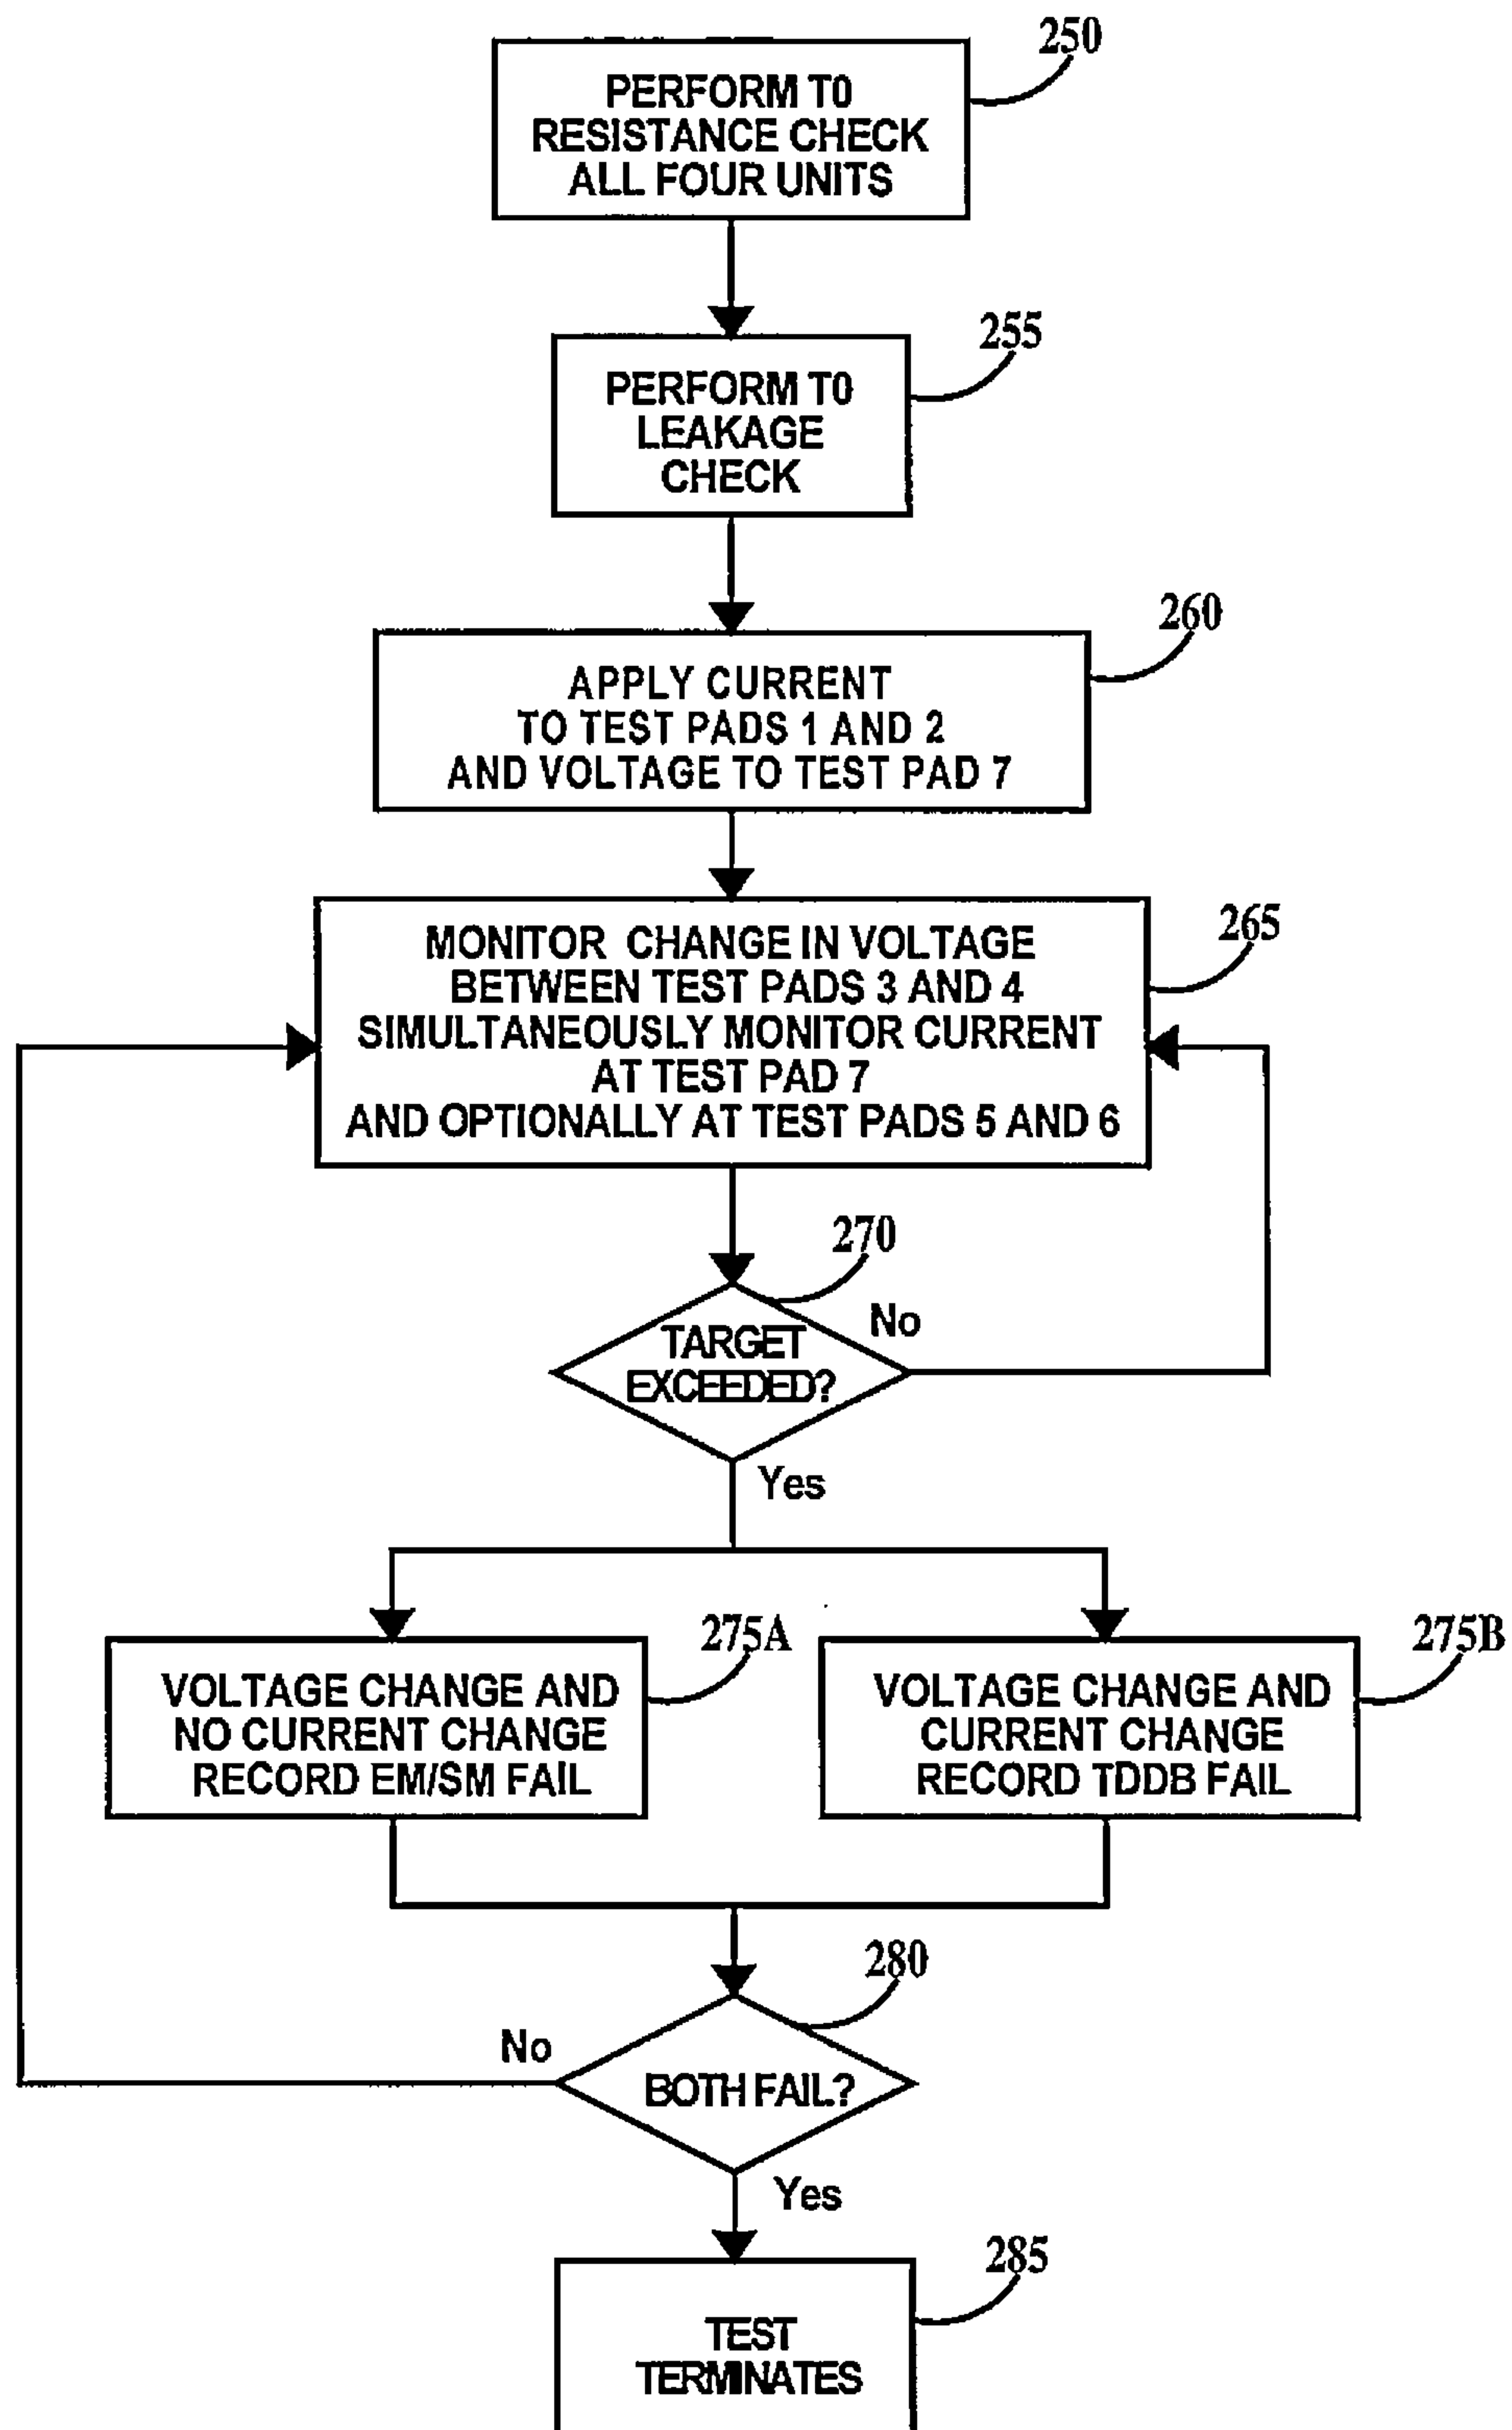 250
PERFORM T0
RESISTANCE CHECK
ALL FOUR UNITS
255
PERFORM T0
LEAKAGE
CHECK
260
APPLY CURRENT
TO TEST PADS 1 AND 2
AND VOLTAGE TO TEST PAD 7
265
MONITOR CHANGE IN VOLTAGE
BETWEEN TEST PADS 3 AND 4
SIMULTANEOUSLY MONITOR CURRENT
AT TEST PAD 7
AND OPTIONALLY AT TEST PADS 5 AND 6
270
No
TARGET
EXCEEDED?
Yes
275A
VOLTAGE CHANGE AND
NO CURRENT CHANGE
RECORD EM/SM FAIL
275B
VOLTAGE CHANGE AND
CURRENT CHANGE
RECORD TDDB FAIL
280
No
BOTH FAIL?
Yes
285
TEST
TERMINATES